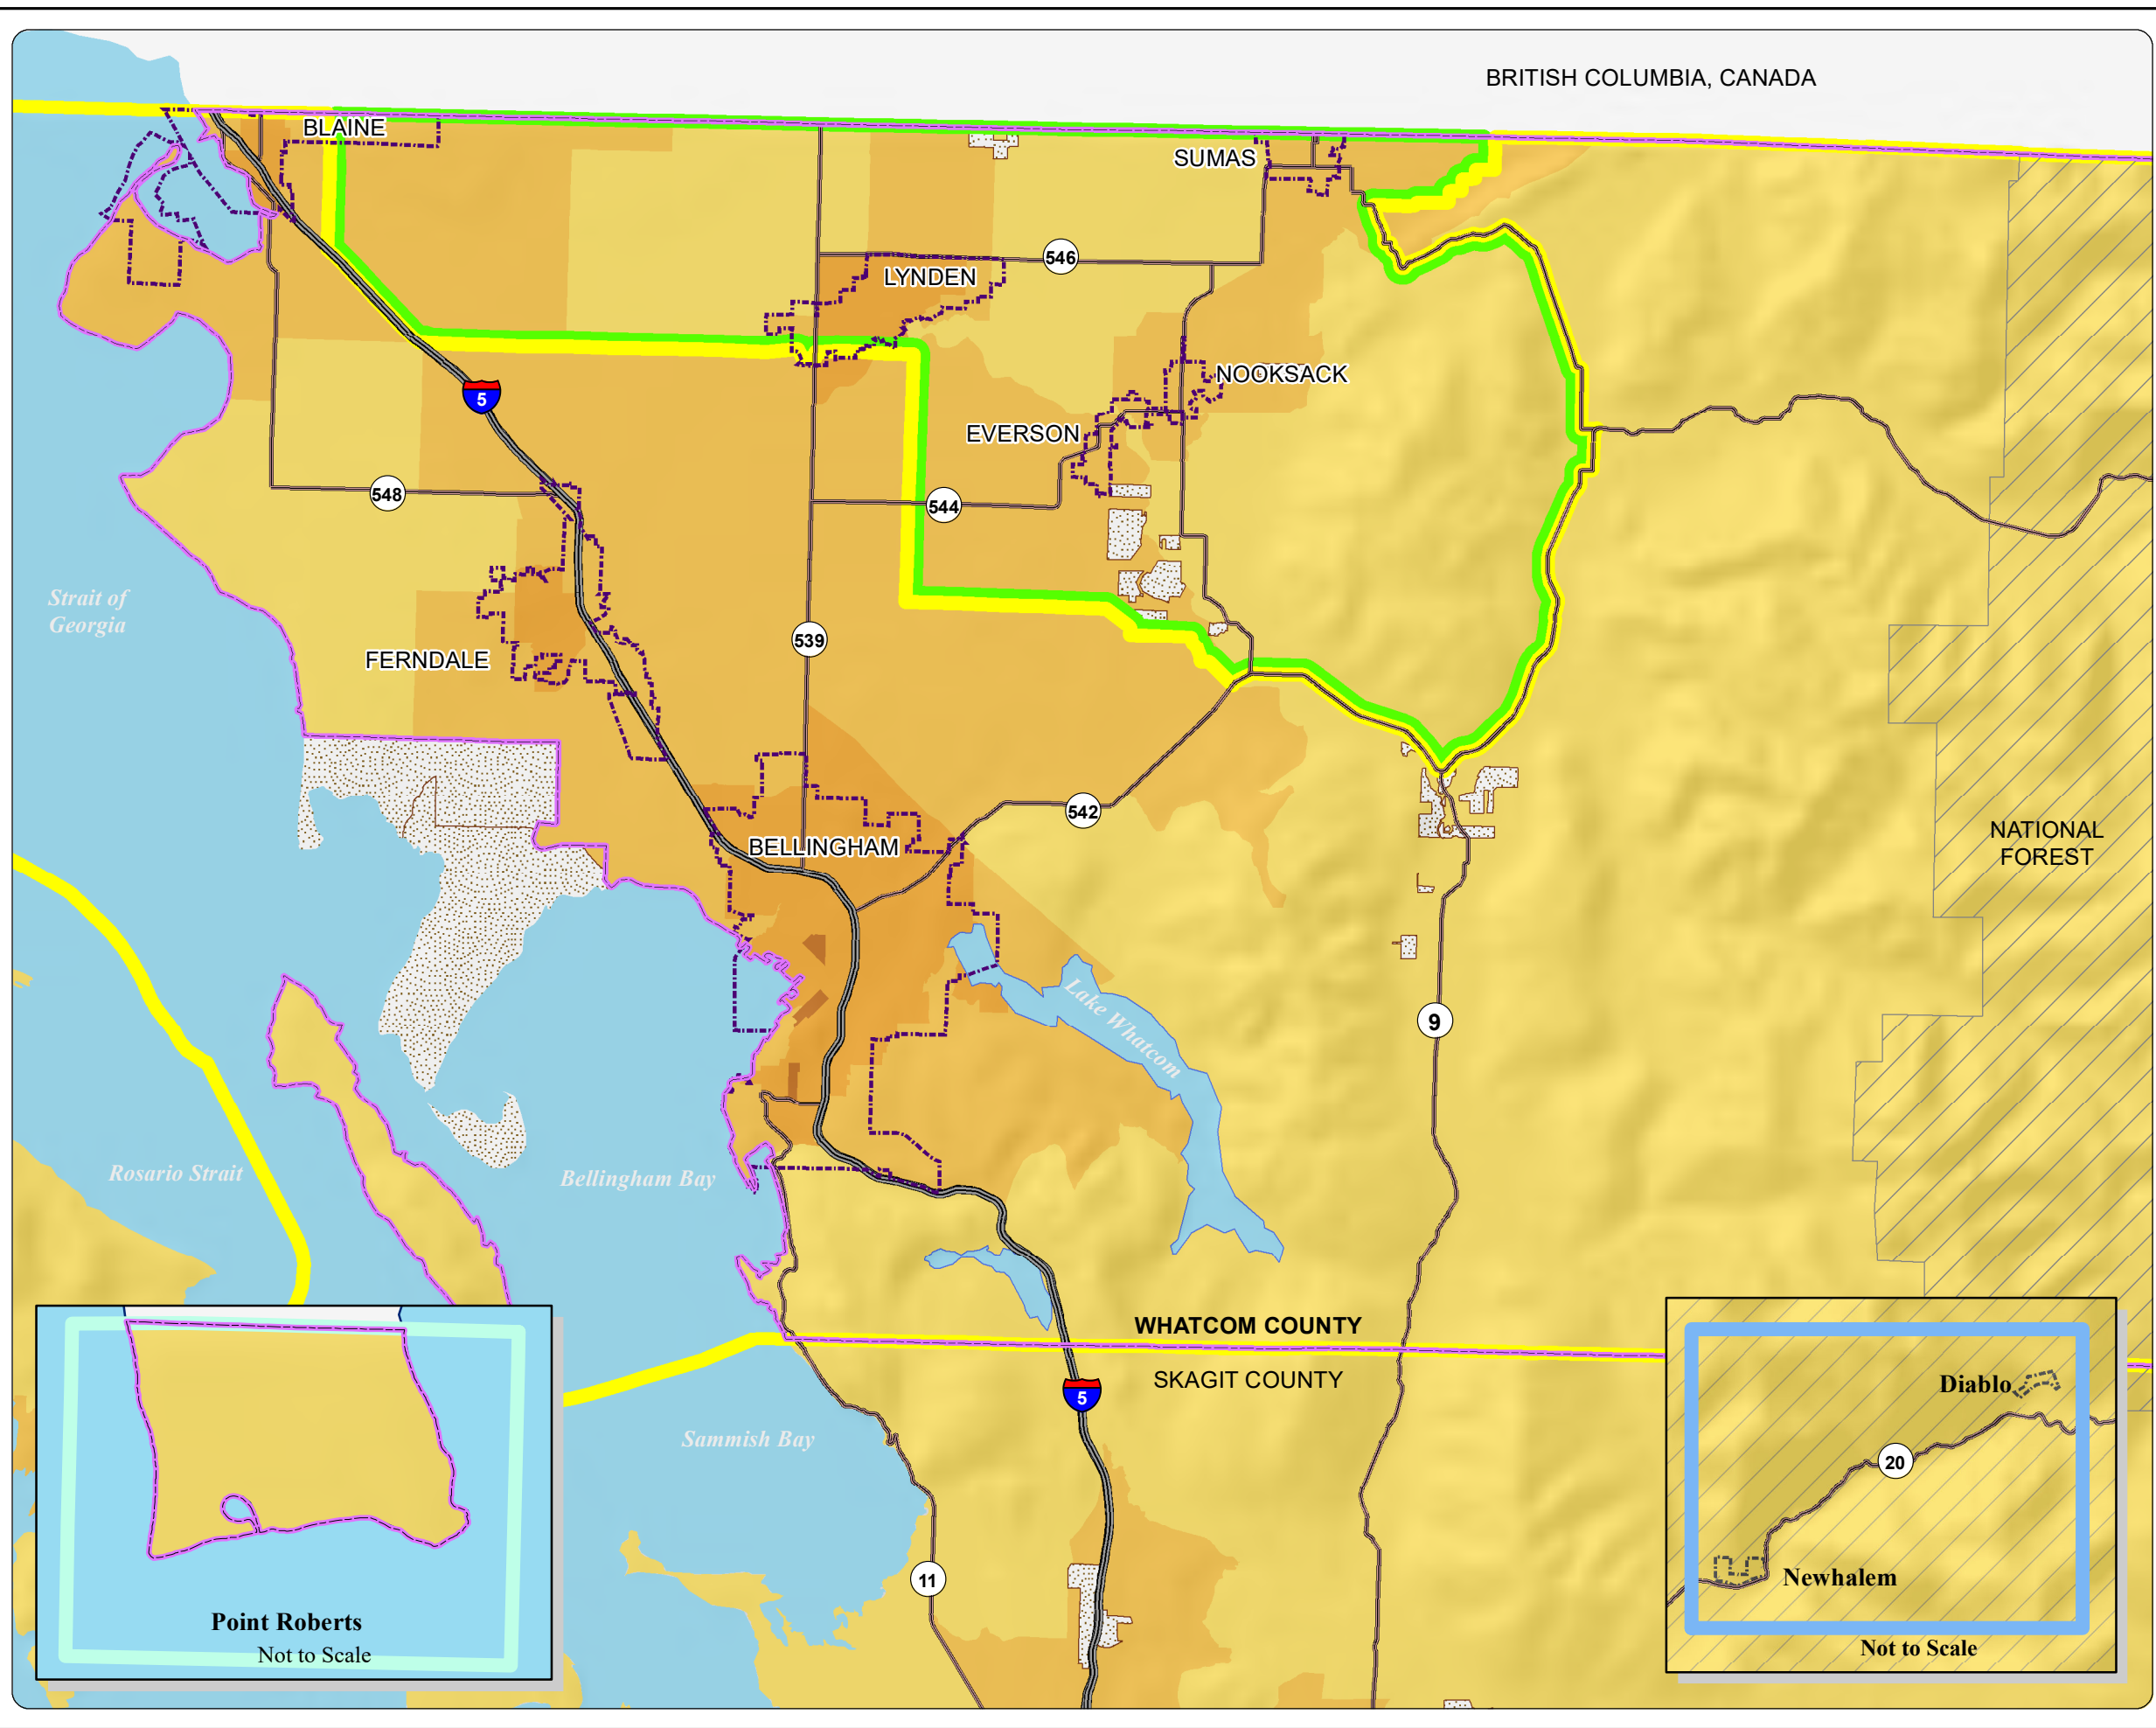 BRITISH COLUMBIA, CANADA
BLAINE
SUMAS
546
LYNDEN
NOOKSACK
5
EVERSON
548
544
Strait of
Georgia
539
FERNDALE
542
NATIONAL
FOREST
BELLINGHAM
Lake Whatcom
9
Rosario Strait
Bellingham Bay
WHATCOM COUNTY
SKAGIT COUNTY
5
Diablo
Sammish Bay
20
11
Newhalem
Point Roberts
Not to Scale
Not to Scale